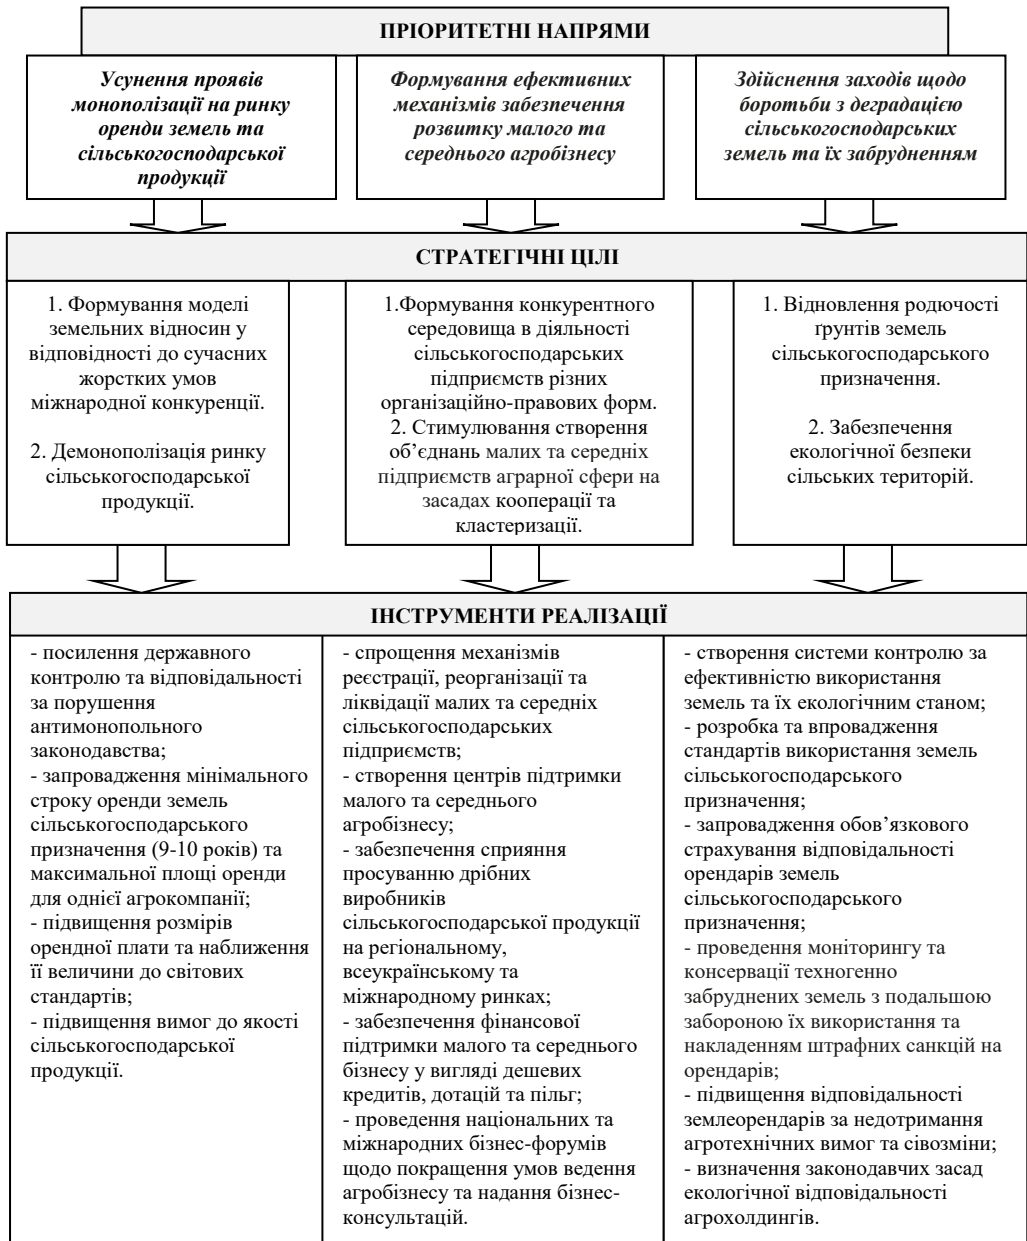 ПРІОРИТЕТНІ НАПРЯМИ
Усунення проявів
монополізації на ринку
оренди земель та
сільськогосподарської
продукції
Формування ефективних
механізмів забезпечення
розвитку малого та
середнього агробізнесу
Здійснення заходів щодо
боротьби з деградацією
сільськогосподарських
земель та їх забрудненням
СТРАТЕГІЧНІ ЦІЛІ
1. Формування моделі
земельних відносин у
відповідності до сучасних
жорстких умов
міжнародної конкуренції.
2. Демонополізація ринку
сільськогосподарської
продукції.
1.Формування конкурентного
середовища в діяльності
сільськогосподарських
підприємств різних
організаційно-правових форм.
2. Стимулювання створення
об’єднань малих та середніх
підприємств аграрної сфери на
засадах кооперації та
кластеризації.
1. Відновлення родючості
ґрунтів земель
сільськогосподарського
призначення.
2. Забезпечення
екологічної безпеки
сільських територій.
ІНСТРУМЕНТИ РЕАЛІЗАЦІЇ
- посилення державного
контролю та відповідальності
за порушення
антимонопольного
законодавства;
- запровадження мінімального
строку оренди земель
сільськогосподарського
призначення (9-10 років) та
максимальної площі оренди
для однієї агрокомпанії;
- підвищення розмірів
орендної плати та наближення
її величини до світових
стандартів;
- підвищення вимог до якості
сільськогосподарської
продукції.
- спрощення механізмів
реєстрації, реорганізації та
ліквідації малих та середніх
сільськогосподарських
підприємств;
- створення центрів підтримки
малого та середнього
агробізнесу;
- забезпечення сприяння
просуванню дрібних
виробників
сільськогосподарської продукції
на регіональному,
всеукраїнському та
міжнародному ринках;
- забезпечення фінансової
підтримки малого та середнього
бізнесу у вигляді дешевих
кредитів, дотацій та пільг;
- проведення національних та
міжнародних бізнес-форумів
щодо покращення умов ведення
агробізнесу та надання бізнес-
консультацій.
- створення системи контролю за
ефективністю використання
земель та їх екологічним станом;
- розробка та впровадження
стандартів використання земель
сільськогосподарського
призначення;
- запровадження обов’язкового
страхування відповідальності
орендарів земель
сільськогосподарського
призначення;
- проведення моніторингу та
консервації техногенно
забруднених земель з подальшою
забороною їх використання та
накладенням штрафних санкцій на
орендарів;
- підвищення відповідальності
землеорендарів за недотримання
агротехнічних вимог та сівозміни;
- визначення законодавчих засад
екологічної відповідальності
агрохолдингів.